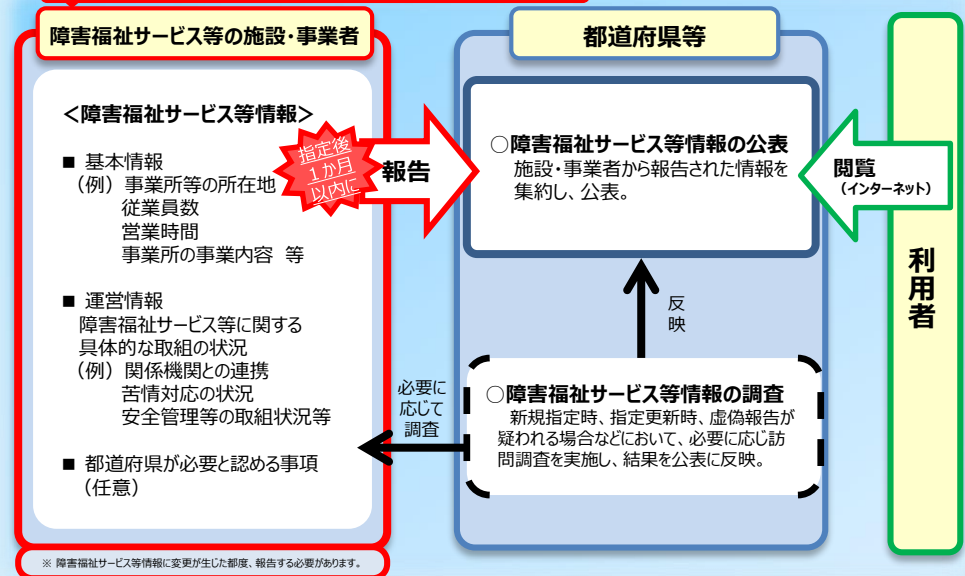 障害福祉サービス等の施設・事業者
＜障害福祉サービス等情報＞
■ 基本情報
（例）事業所等の所在地
従業員数
営業時間
事業所の事業内容 等
■ 運営情報
障害福祉サービス等に関する
具体的な取組の状況
（例）関係機関との連携
苦情対応の状況
安全管理等の取組状況等
■ 都道府県が必要と認める事項
（任意）
※ 障害福祉サービス等情報に変更が生じた都度、報告する必要があります。
指定後
１か月
以内に
報告
必要に
応じて
調査
都道府県等
○障害福祉サービス等情報の公表
施設・事業者から報告された情報を
集約し、公表。
反
映
○障害福祉サービス等情報の調査
新規指定時、指定更新時、虚偽報告が
疑われる場合などにおいて、必要に応じ訪
問調査を実施し、結果を公表に反映。
閲覧
（インターネット）
利
用
者